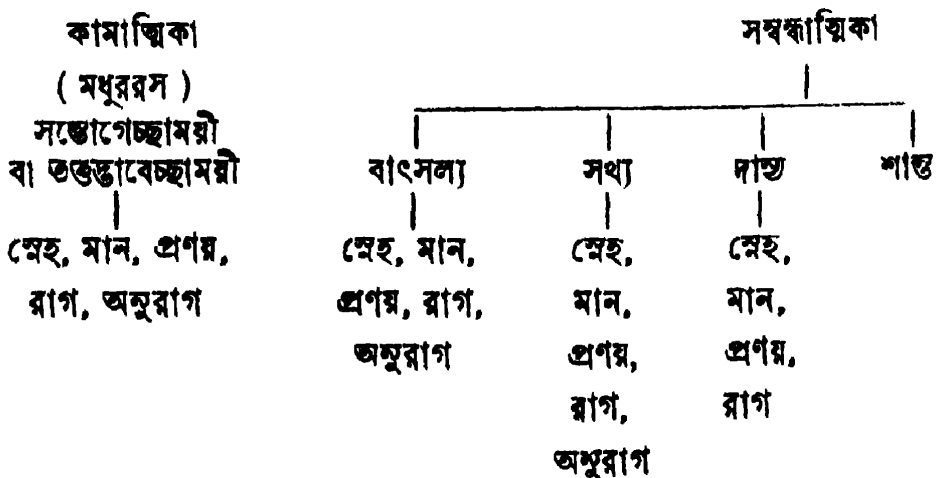 কামাত্মিকা সম্বন্ধাত্মিকা
( মধুররস )
সম্ভোগেচ্ছাময়ী
বা তত্তদ্ভাবেচ্ছাময়ী বাৎসল্য সখ্য দাস্য শান্ত
স্নেহ, মান, প্রণয়, স্নেহ, মান, স্নেহ, স্নেহ,
রাগ, অনুরাগ প্রণয়, রাগ, মান, মান,
অনুরাগ প্রণয়, প্রণয়,
রাগ, রাগ
অনুরাগ